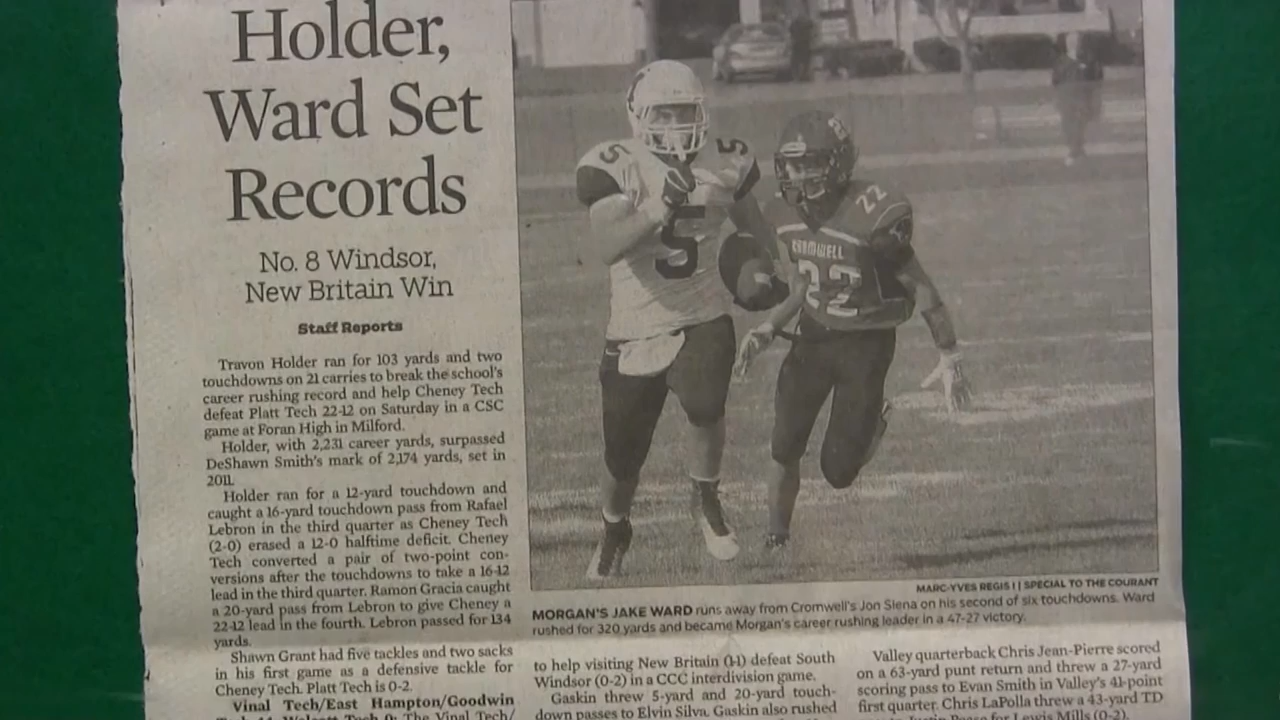 Holder,
Ward Set
Records
No. 8 Windsor,
New Britain Win
Staff Reports
Travon Holder ran for 103 yards and two
touchdowns on 21 carries to break the school's
career rushing record and help Cheney Tech
defeat Platt Tech 22-12 on Saturday in a CSC
game at Foran High in Milford.
Holder, with 2,231 career yards, surpassed
DeShawn Smith's mark of 2,174 yards, set in
2011.
Holder ran for a 12-yard touchdown and
caught a 16-yard touchdown pass from Rafael
Lebron in the third quarter as Cheney Tech
(2-0) erased a 12-0 halftime deficit. Cheney
Tech converted a pair of two-point con-
versions after the touchdowns to take a 16-12
lead in the third quarter. Ramon Gracia caught
a 20-yard pass from Lebron to give Cheney a
22-12 lead in the fourth. Lebron passed for 134
yards.
Shawn Grant had five tackles and two sacks
in his first game as a defensive tackle for
Cheney Tech. Platt Tech is 0-2.
Vinal Tech/East Hampton/Goodwin
Tech 14, Wolcott Tech 0: The Vinal Tech/
5
5
5
22
CROMWELL
22
MARC-YVES REGIS I | SPECIAL TO THE COURANT
MORGAN'S JAKE WARD runs away from Cromwell's Jon Siena on his second of six touchdowns. Ward
rushed for 320 yards and became Morgan's career rushing leader in a 47-27 victory.
to help visiting New Britain (1-1) defeat South
Windsor (0-2) in a CCC interdivision game.
Gaskin threw 5-yard and 20-yard touch-
down passes to Elvin Silva. Gaskin also rushed
Valley quarterback Chris Jean-Pierre scored
on a 63-yard punt return and threw a 27-yard
scoring pass to Evan Smith in Valley's 41-point
first quarter. Chris LaPolla threw a 43-yard TD
for Lewis Mills (0-2)